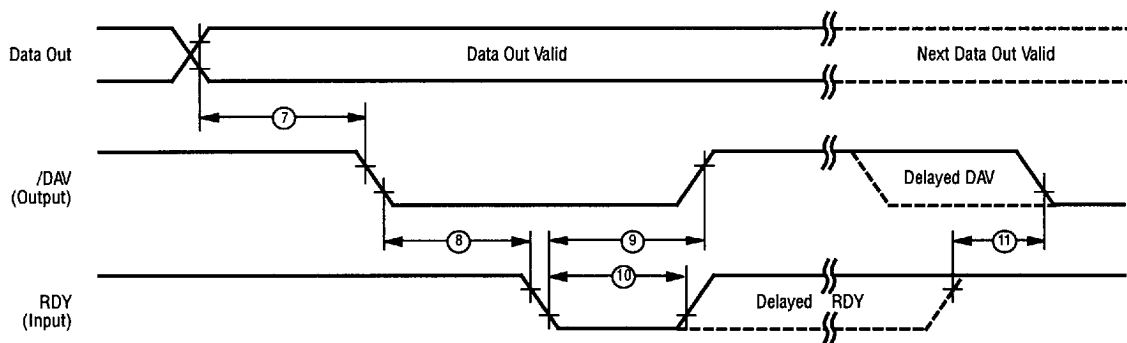 Data Out
Data Out Valid
Next Data Out Valid
7
/DAV
(Output)
Delayed DAV
8
9
11
10
RDY
(Input)
Delayed RDY